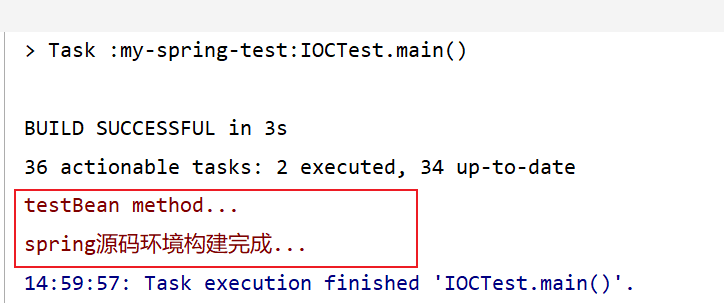 > Task :my-spring-test:IOCTest.main()
BUILD SUCCESSFUL in 3s
36 actionable tasks: 2 executed, 34 up-to-date
testBean method...
spring源码环境构建完成...
14:59:57: Task execution finished 'IOCTest.main()'.